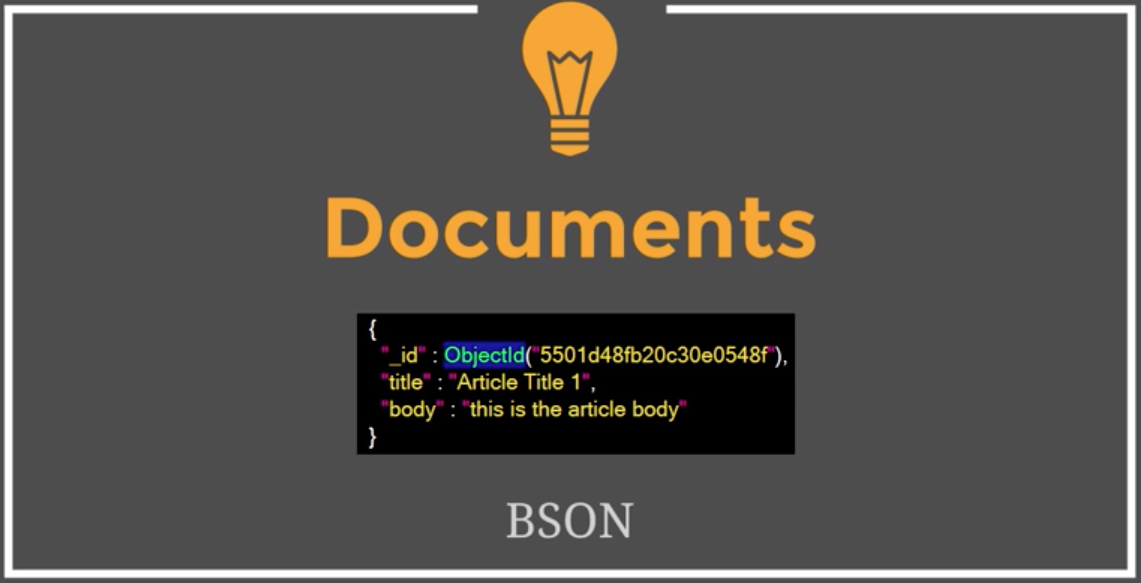 Documents
{
"_id" : ObjectId("5501d48fb20c30e0548f"),
"title" : "Article Title 1",
"body" : "this is the article body"
}
BSON